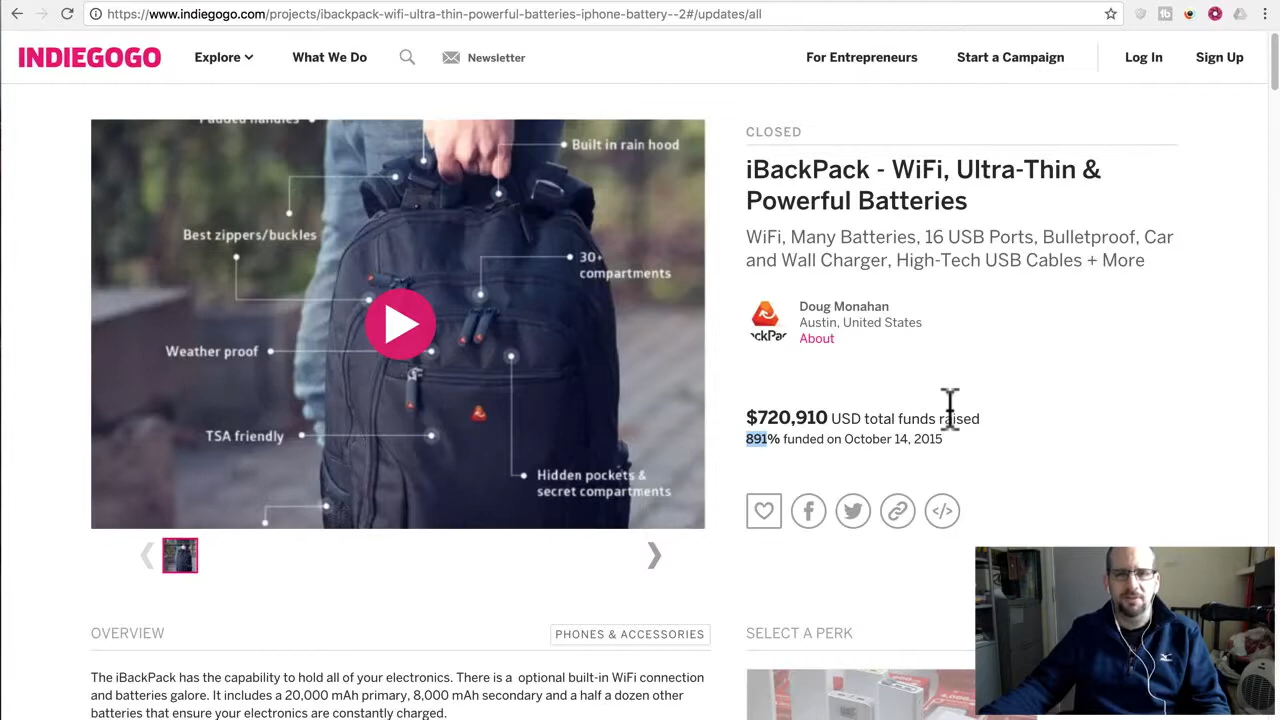 https://www.indiegogo.com/projects/ibackpack-wifi-ultra-thin-powerful-batteries-iphone-battery--2#/updates/all
INDIEGOGO
Explore
What We Do
Newsletter
For Entrepreneurs
Start a Campaign
Log In
Sign Up
Padded handles
Built in rain hood
Best zippers/buckles
30+
compartments
Weather proof
TSA friendly
Hidden pockets &
secret compartments
CLOSED
iBackPack - WiFi, Ultra-Thin &
Powerful Batteries
WiFi, Many Batteries, 16 USB Ports, Bulletproof, Car
and Wall Charger, High-Tech USB Cables + More
Doug Monahan
Austin, United States
About
$720,910 USD total funds raised
891% funded on October 14, 2015
OVERVIEW
PHONES & ACCESSORIES
SELECT A PERK
The iBackPack has the capability to hold all of your electronics. There is a optional built-in WiFi connection
and batteries galore. It includes a 20,000 mAh primary, 8,000 mAh secondary and a half a dozen other
batteries that ensure your electronics are constantly charged.